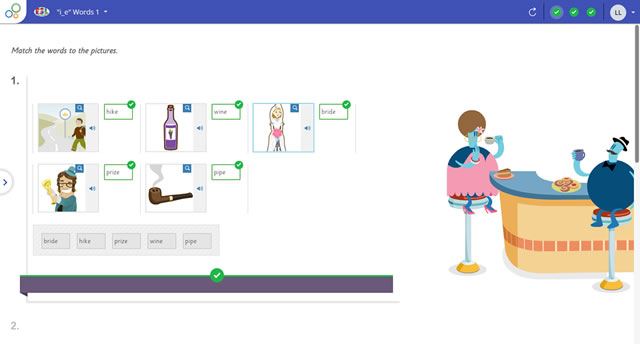 "i_e" Words 1
LL
Match the words to the pictures.
1.
hike
wine
bride
prize
pipe
bride
hike
prize
wine
pipe
2.